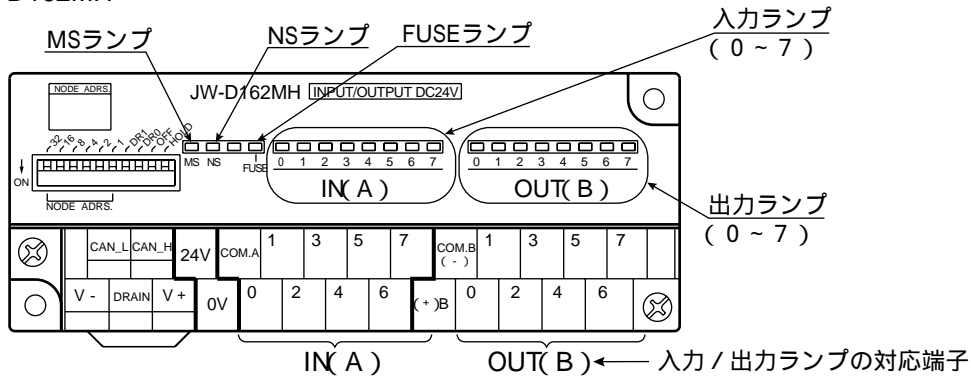 MSランプ NSランプ FUSEランプ 入力ランプ
( 0 ~ 7 )
NODE ADRS.
JW-D162MH INPUT/OUTPUT DC24V
32 16 8 4 2 1 DR1 DR0 OFF HOLD
MS NS FUSE
0 1 2 3 4 5 6 7
0 1 2 3 4 5 6 7
↓
ON
IN( A )
OUT( B )
NODE ADRS.
出力ランプ
( 0 ~ 7 )
CAN_L CAN_H 24V COM.A 1 3 5 7 COM.B
( - ) 1 3 5 7
V - DRAIN V + 0V 0 2 4 6 (+)B 0 2 4 6
IN( A ) OUT( B ) ← 入力 / 出力ランプの対応端子